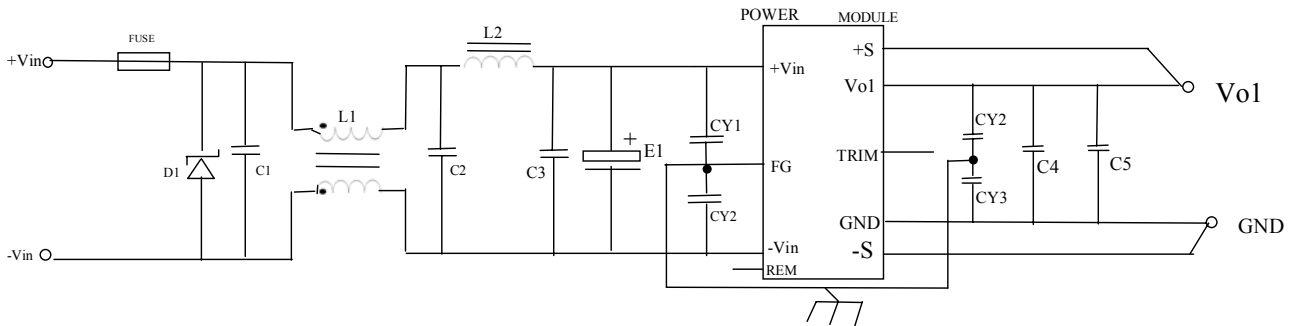 POWER MODULE
L2
FUSE
+Vin
+Vin
+S
Vo1
Vo1
L1
CY1
CY2
E1
+
D1
C1
C2
C3
FG
TRIM
C4
C5
CY2
CY3
GND
GND
-Vin
-Vin
-S
REM